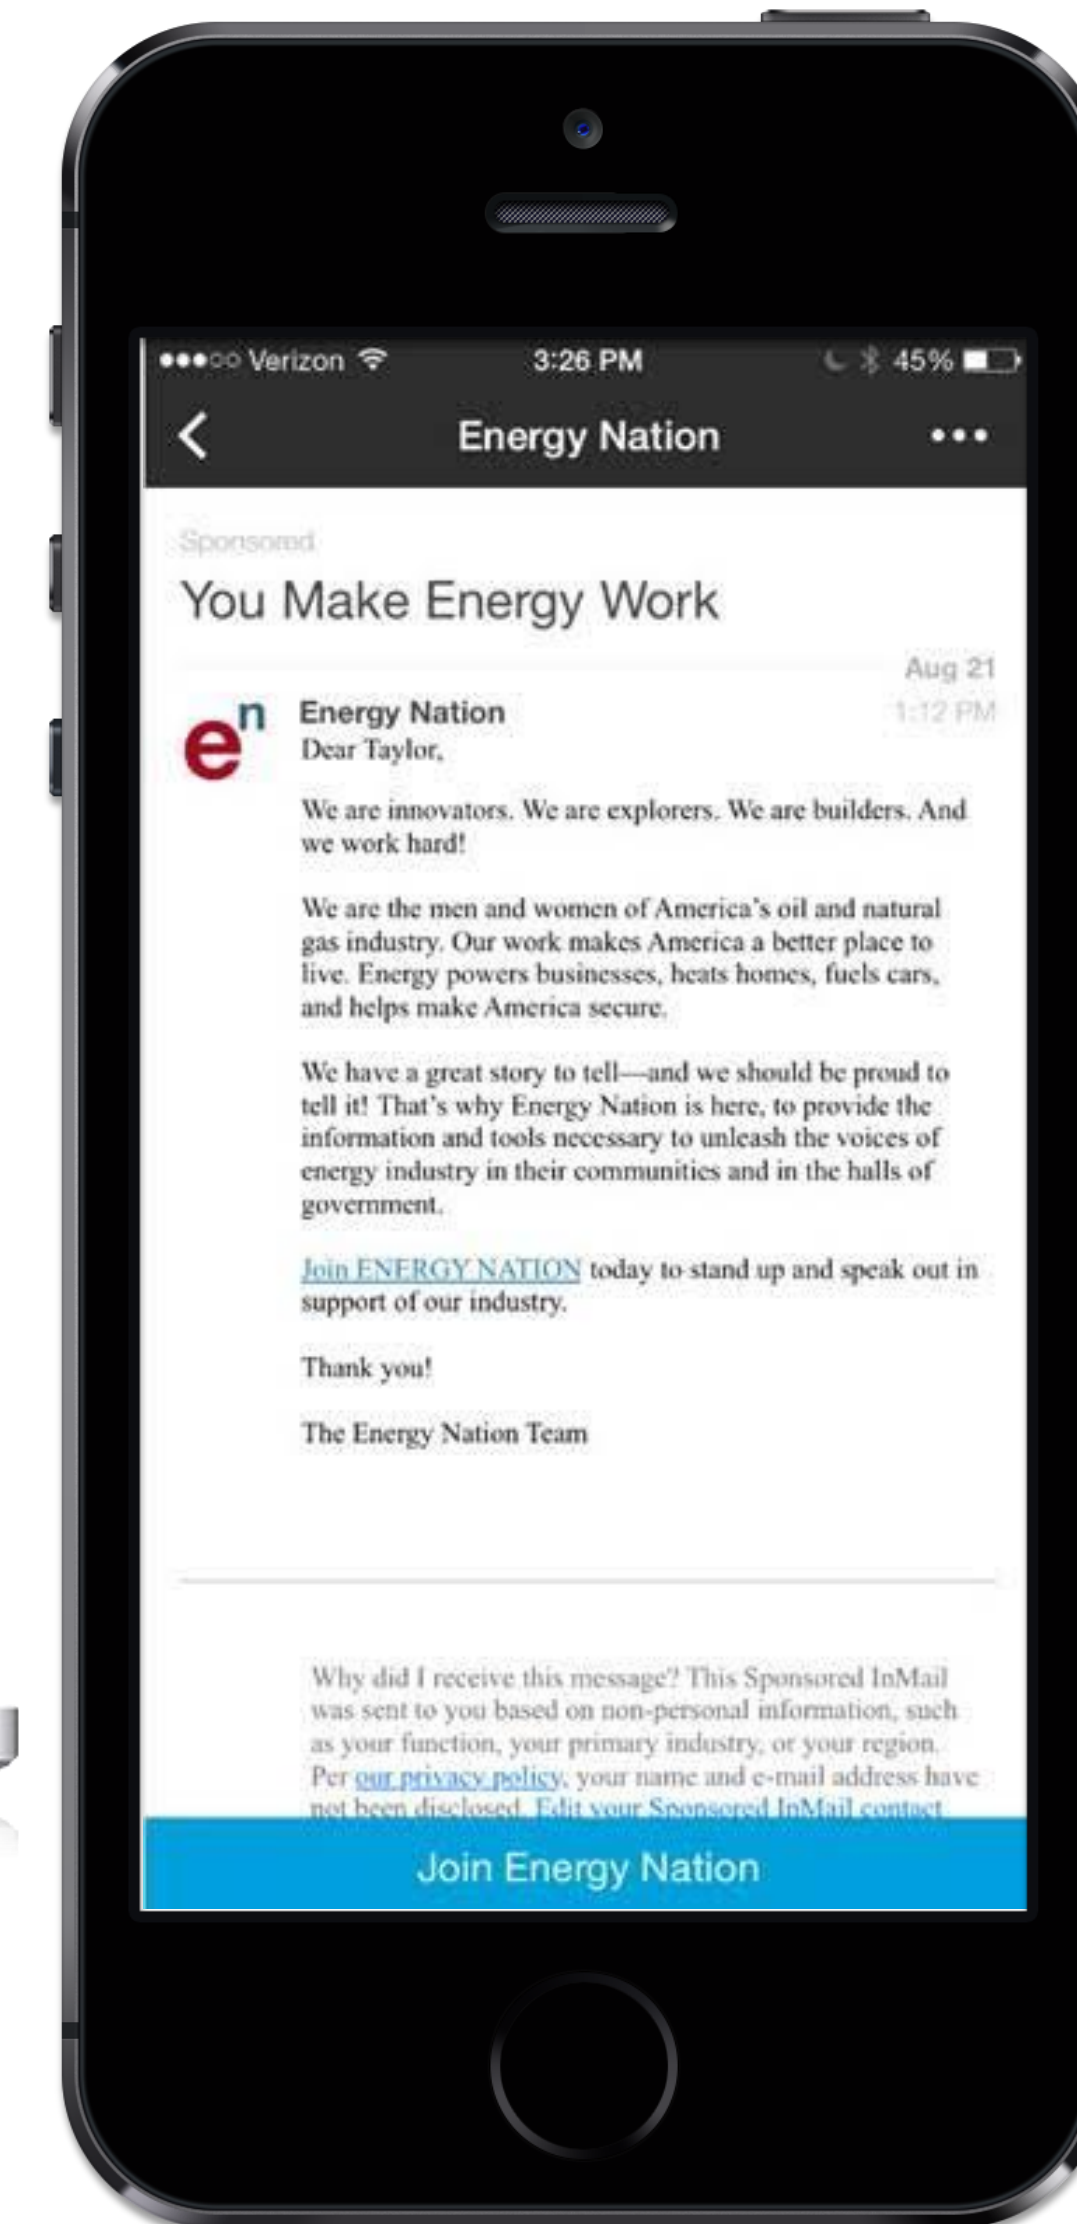 Verizon 3:26 PM 45%
Energy Nation
Sponsored
You Make Energy Work
Aug 21
en Energy Nation 1:12 PM
Dear Taylor,
We are innovators. We are explorers. We are builders. And
we work hard!
We are the men and women of America's oil and natural
gas industry. Our work makes America a better place to
live. Energy powers businesses, heats homes, fuels cars,
and helps make America secure.
We have a great story to tell—and we should be proud to
tell it! That's why Energy Nation is here, to provide the
information and tools necessary to unleash the voices of
energy industry in their communities and in the halls of
government.
Join ENERGY NATION today to stand up and speak out in
support of our industry.
Thank you!
The Energy Nation Team
Why did I receive this message? This Sponsored InMail
was sent to you based on non-personal information, such
as your function, your primary industry, or your region.
Per our privacy policy, your name and e-mail address have
not been disclosed. Edit your Sponsored InMail contact
Join Energy Nation